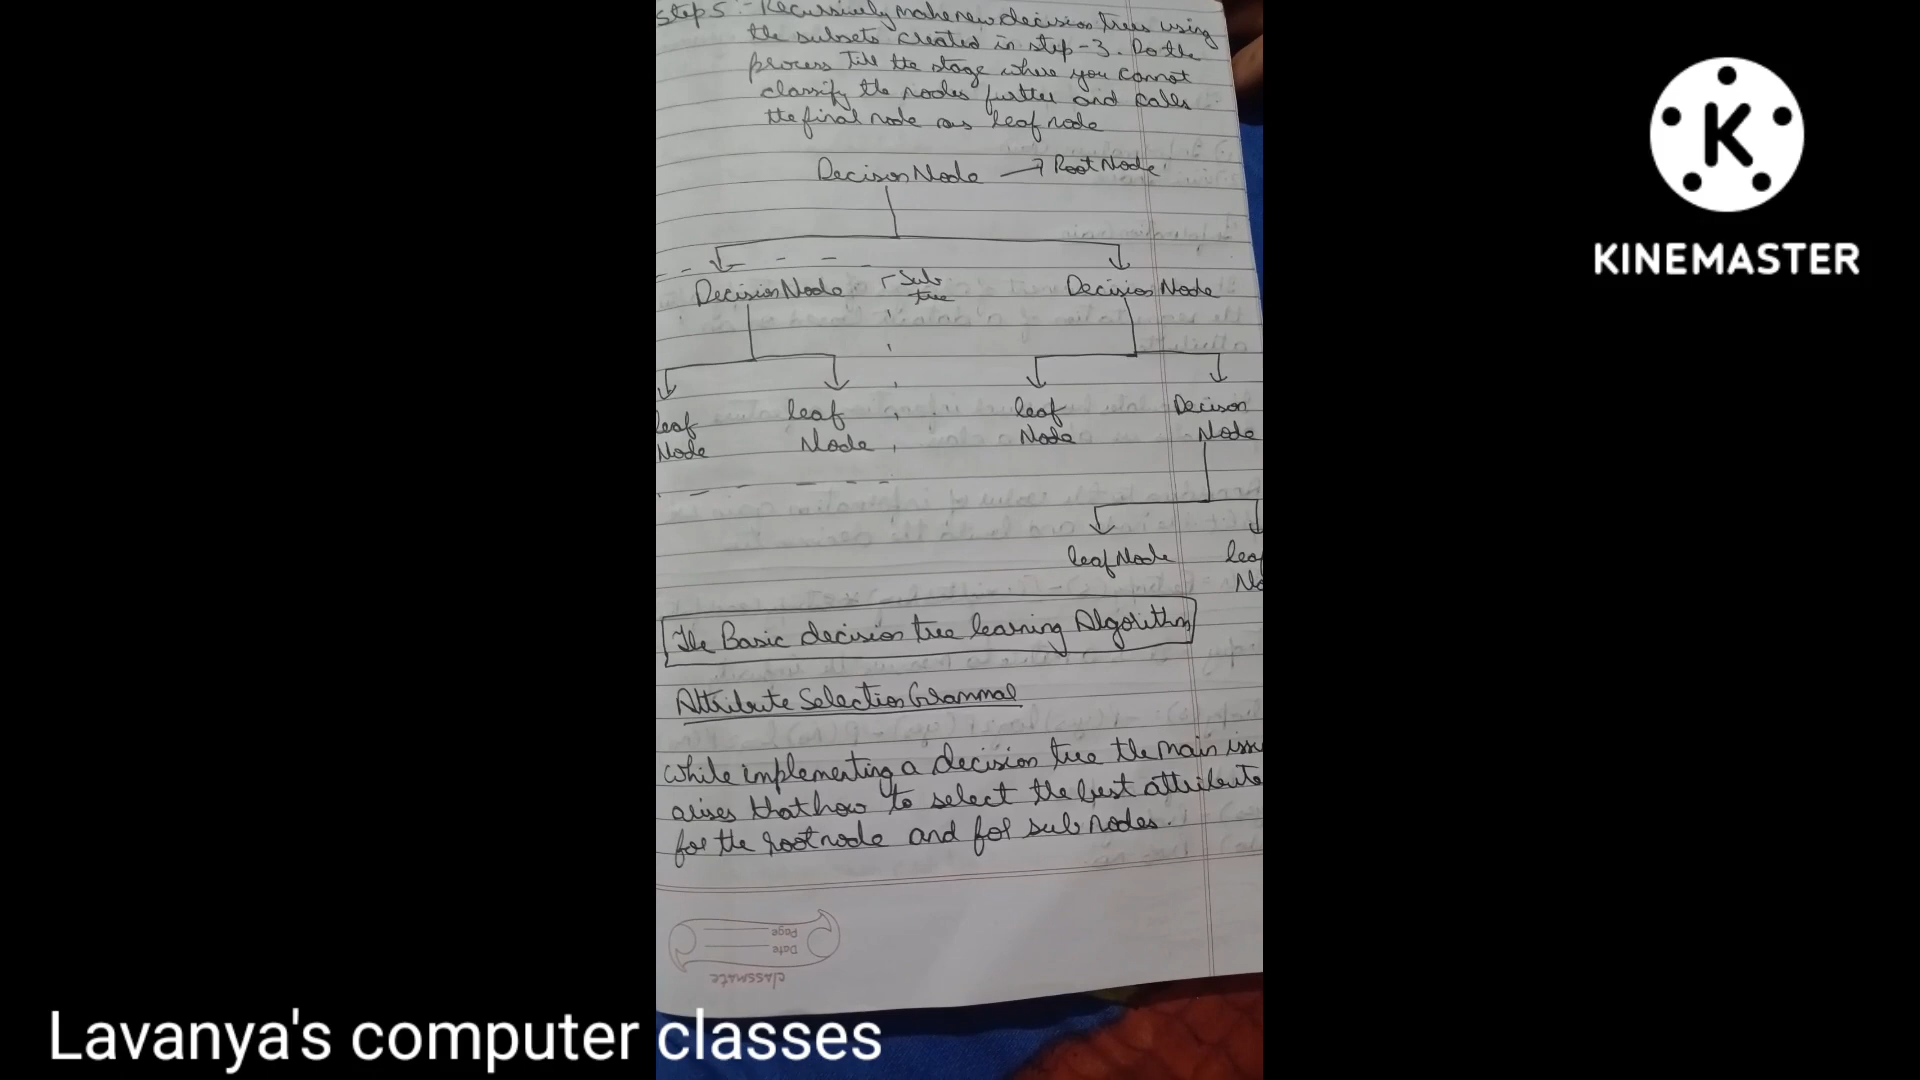 Step 5 :- Recursively make new decision trees using
the subsets created in step-3. Do the
process Till the stage where you cannot
classify the nodes further and calls
the final node as leaf node
Decison Node → Root Node
Decision Node Sub tree Decision Node
leaf Node leaf Node leaf Node Decison Node
leaf Node leaf No
The Basic decision tree learning Algorithm
Attribute Selection Grammal
While implementing a decision tree the main issu
arises that how to select the best attribute
for the root node and for sub nodes.
classmate
Date
Page
K
KINEMASTER
Lavanya's computer classes